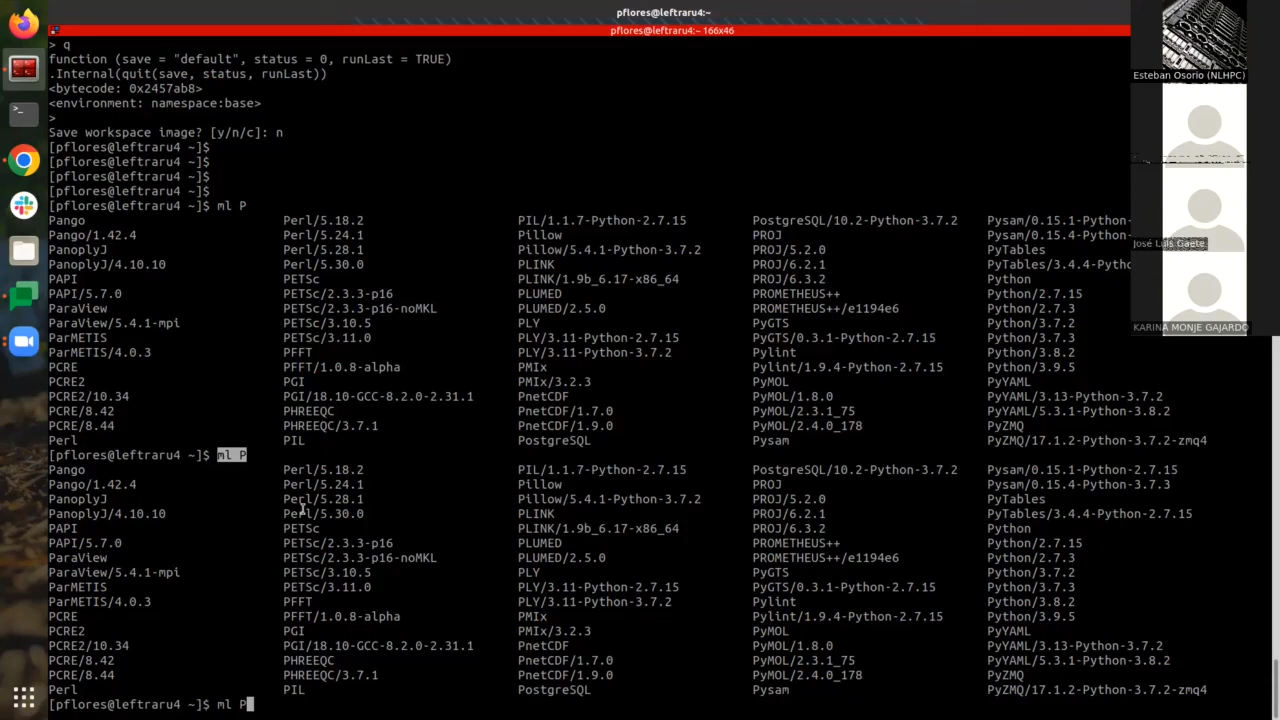 pflores@leftraru4:~
pflores@leftraru4:~ 166x46
> q
function (save = "default", status = 0, runLast = TRUE)
.Internal(quit(save, status, runLast))
<bytecode: 0x2457ab8>
<environment: namespace:base>
>
Save workspace image? [y/n/c]: n
[pflores@leftraru4 ~]$
[pflores@leftraru4 ~]$
[pflores@leftraru4 ~]$
[pflores@leftraru4 ~]$
[pflores@leftraru4 ~]$ ml P
Pango Perl/5.18.2 PIL/1.1.7-Python-2.7.15 PostgreSQL/10.2-Python-3.7.2 Pysam/0.15.1-Python-
Pango/1.42.4 Perl/5.24.1 Pillow PROJ Pysam/0.15.4-Python-
PanoplyJ Perl/5.28.1 Pillow/5.4.1-Python-3.7.2 PROJ/5.2.0 PyTables
PanoplyJ/4.10.10 Perl/5.30.0 PLINK PROJ/6.2.1 PyTables/3.4.4-Pytho
PAPI PETSc PLINK/1.9b_6.17-x86_64 PROJ/6.3.2 Python
PAPI/5.7.0 PETSc/2.3.3-p16 PLUMED PROMETHEUS++ Python/2.7.15
ParaView PETSc/2.3.3-p16-noMKL PLUMED/2.5.0 PROMETHEUS++/e1194e6 Python/2.7.3
ParaView/5.4.1-mpi PETSc/3.10.5 PLY PyGTS Python/3.7.2
ParMETIS PETSc/3.11.0 PLY/3.11-Python-2.7.15 PyGTS/0.3.1-Python-2.7.15 Python/3.7.3
ParMETIS/4.0.3 PFFT PLY/3.11-Python-3.7.2 Pylint Python/3.8.2
PCRE PFFT/1.0.8-alpha PMIx Pylint/1.9.4-Python-2.7.15 Python/3.9.5
PCRE2 PGI PMIx/3.2.3 PyMOL PyYAML
PCRE2/10.34 PGI/18.10-GCC-8.2.0-2.31.1 PnetCDF PyMOL/1.8.0 PyYAML/3.13-Python-3.7.2
PCRE/8.42 PHREEQC PnetCDF/1.7.0 PyMOL/2.3.1_75 PyYAML/5.3.1-Python-3.8.2
PCRE/8.44 PHREEQC/3.7.1 PnetCDF/1.9.0 PyMOL/2.4.0_178 PyZMQ
Perl PIL PostgreSQL Pysam PyZMQ/17.1.2-Python-3.7.2-zmq4
[pflores@leftraru4 ~]$ ml P
Pango Perl/5.18.2 PIL/1.1.7-Python-2.7.15 PostgreSQL/10.2-Python-3.7.2 Pysam/0.15.1-Python-2.7.15
Pango/1.42.4 Perl/5.24.1 Pillow PROJ Pysam/0.15.4-Python-3.7.3
PanoplyJ Perl/5.28.1 Pillow/5.4.1-Python-3.7.2 PROJ/5.2.0 PyTables
PanoplyJ/4.10.10 Perl/5.30.0 PLINK PROJ/6.2.1 PyTables/3.4.4-Python-2.7.15
PAPI PETSc PLINK/1.9b_6.17-x86_64 PROJ/6.3.2 Python
PAPI/5.7.0 PETSc/2.3.3-p16 PLUMED PROMETHEUS++ Python/2.7.15
ParaView PETSc/2.3.3-p16-noMKL PLUMED/2.5.0 PROMETHEUS++/e1194e6 Python/2.7.3
ParaView/5.4.1-mpi PETSc/3.10.5 PLY PyGTS Python/3.7.2
ParMETIS PETSc/3.11.0 PLY/3.11-Python-2.7.15 PyGTS/0.3.1-Python-2.7.15 Python/3.7.3
ParMETIS/4.0.3 PFFT PLY/3.11-Python-3.7.2 Pylint Python/3.8.2
PCRE PFFT/1.0.8-alpha PMIx Pylint/1.9.4-Python-2.7.15 Python/3.9.5
PCRE2 PGI PMIx/3.2.3 PyMOL PyYAML
PCRE2/10.34 PGI/18.10-GCC-8.2.0-2.31.1 PnetCDF PyMOL/1.8.0 PyYAML/3.13-Python-3.7.2
PCRE/8.42 PHREEQC PnetCDF/1.7.0 PyMOL/2.3.1_75 PyYAML/5.3.1-Python-3.8.2
PCRE/8.44 PHREEQC/3.7.1 PnetCDF/1.9.0 PyMOL/2.4.0_178 PyZMQ
Perl PIL PostgreSQL Pysam PyZMQ/17.1.2-Python-3.7.2-zmq4
[pflores@leftraru4 ~]$ ml P
Esteban Osorio (NLHPC)
José Luis Gaete
KARINA MONJE GAJARDO